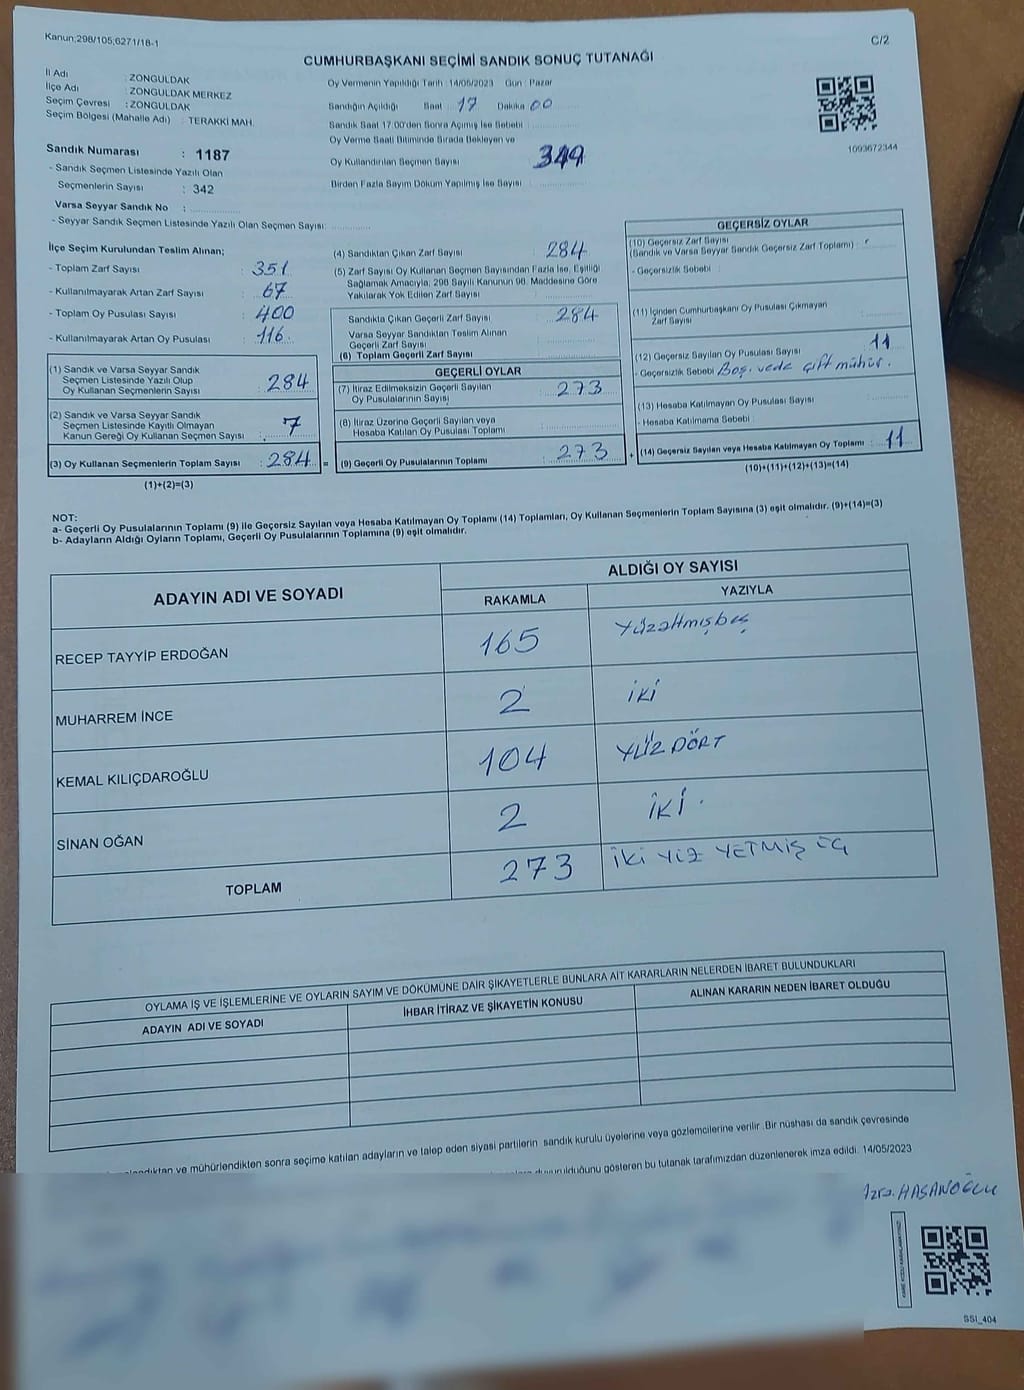 Kanun;298/105;6271/18-1
C/2
CUMHURBAŞKANI SEÇİMİ SANDIK SONUÇ TUTANAĞI
İl Adı : ZONGULDAK
İlçe Adı : ZONGULDAK MERKEZ
Seçim Çevresi : ZONGULDAK
Seçim Bölgesi (Mahalle Adı) : TERAKKİ MAH.
Oy Vermenin Yapıldığı Tarih : 14/05/2023 Gün : Pazar
Sandığın Açıldığı Saat : 17 Dakika 00
Sandık Saat 17:00'den Sonra Açımış İse Sebebi :
Oy Verme Saati Bitiminde Sırada Bekleyen ve
Oy Kullandırılan Seçmen Sayısı 349
Birden Fazla Sayım Döküm Yapılmış İse Sayısı :
1093672344
Sandık Numarası : 1187
- Sandık Seçmen Listesinde Yazılı Olan
Seçmenlerin Sayısı : 342
Varsa Seyyar Sandık No :
- Seyyar Sandık Seçmen Listesinde Yazılı Olan Seçmen Sayısı:
İlçe Seçim Kurulundan Teslim Alınan;
- Toplam Zarf Sayısı : 351
- Kullanılmayarak Artan Zarf Sayısı : 67
- Toplam Oy Pusulası Sayısı : 400
- Kullanılmayarak Artan Oy Pusulası : 116
(1) Sandık ve Varsa Seyyar Sandık
Seçmen Listesinde Yazılı Olup
Oy Kullanan Seçmenlerin Sayısı : 284
(2) Sandık ve Varsa Seyyar Sandık
Seçmen Listesinde Kayıtlı Olmayan
Kanun Gereği Oy Kullanan Seçmen Sayısı : 7
(3) Oy Kullanan Seçmenlerin Toplam Sayısı : 284 =
(1)+(2)=(3)
(4) Sandıktan Çıkan Zarf Sayısı : 284
(5) Zarf Sayısı Oy Kullanan Seçmen Sayısından Fazla İse, Eşitliği
Sağlamak Amacıyla; 298 Sayılı Kanunun 98. Maddesine Göre
Yakılarak Yok Edilen Zarf Sayısı :
Sandıkta Çıkan Geçerli Zarf Sayısı : 284
Varsa Seyyar Sandıktan Teslim Alınan
Geçerli Zarf Sayısı
(6) Toplam Geçerli Zarf Sayısı
GEÇERLİ OYLAR
(7) İtiraz Edilmeksizin Geçerli Sayılan
Oy Pusulalarının Sayısı : 273
(8) İtiraz Üzerine Geçerli Sayılan veya
Hesaba Katılan Oy Pusulası Toplamı :
(9) Geçerli Oy Pusulalarının Toplamı : 273 +
GEÇERSİZ OYLAR
(10) Geçersiz Zarf Sayısı
(Sandık ve Varsa Seyyar Sandık Geçersiz Zarf Toplamı) :
- Geçersizlik Sebebi :
(11) İçinden Cumhurbaşkanı Oy Pusulası Çıkmayan
Zarf Sayısı :
(12) Geçersiz Sayılan Oy Pusulası Sayısı : 11
- Geçersizlik Sebebi Boş. veda çift mühür.
(13) Hesaba Katılmayan Oy Pusulası Sayısı :
- Hesaba Katılmama Sebebi :
(14) Geçersiz Sayılan veya Hesaba Katılmayan Oy Toplamı : 11
(10)+(11)+(12)+(13)=(14)
NOT:
a- Geçerli Oy Pusulalarının Toplamı (9) ile Geçersiz Sayılan veya Hesaba Katılmayan Oy Toplamı (14) Toplamları, Oy Kullanan Seçmenlerin Toplam Sayısına (3) eşit olmalıdır. (9)+(14)=(3)
b- Adayların Aldığı Oyların Toplamı, Geçerli Oy Pusulalarının Toplamına (9) eşit olmalıdır.
ADAYIN ADI VE SOYADI
ALDIĞI OY SAYISI
RAKAMLA YAZIYLA
RECEP TAYYİP ERDOĞAN 165 Yüzaltmışbeş
MUHARREM İNCE 2 iKi
KEMAL KILIÇDAROĞLU 104 YÜZ DÖRT
SİNAN OĞAN 2 İKİ.
TOPLAM 273 İKİ YÜZ YETMİŞ ÜÇ
OYLAMA İŞ VE İŞLEMLERİNE VE OYLARIN SAYIM VE DÖKÜMÜNE DAİR ŞİKAYETLERLE BUNLARA AİT KARARLARIN NELERDEN İBARET BULUNDUKLARI
ADAYIN ADI VE SOYADI İHBAR İTİRAZ VE ŞİKAYETİN KONUSU ALINAN KARARIN NEDEN İBARET OLDUĞU
ve mühürlendikten sonra seçime katılan adayların ve talep eden siyasi partilerin sandık kurulu üyelerine veya gözlemcilerine verilir. Bir nüshası da sandık çevresinde
duyurulduğunu gösteren bu tutanak tarafımızdan düzenlenerek imza edildi. 14/05/2023
HASANOĞLU
SSI_404